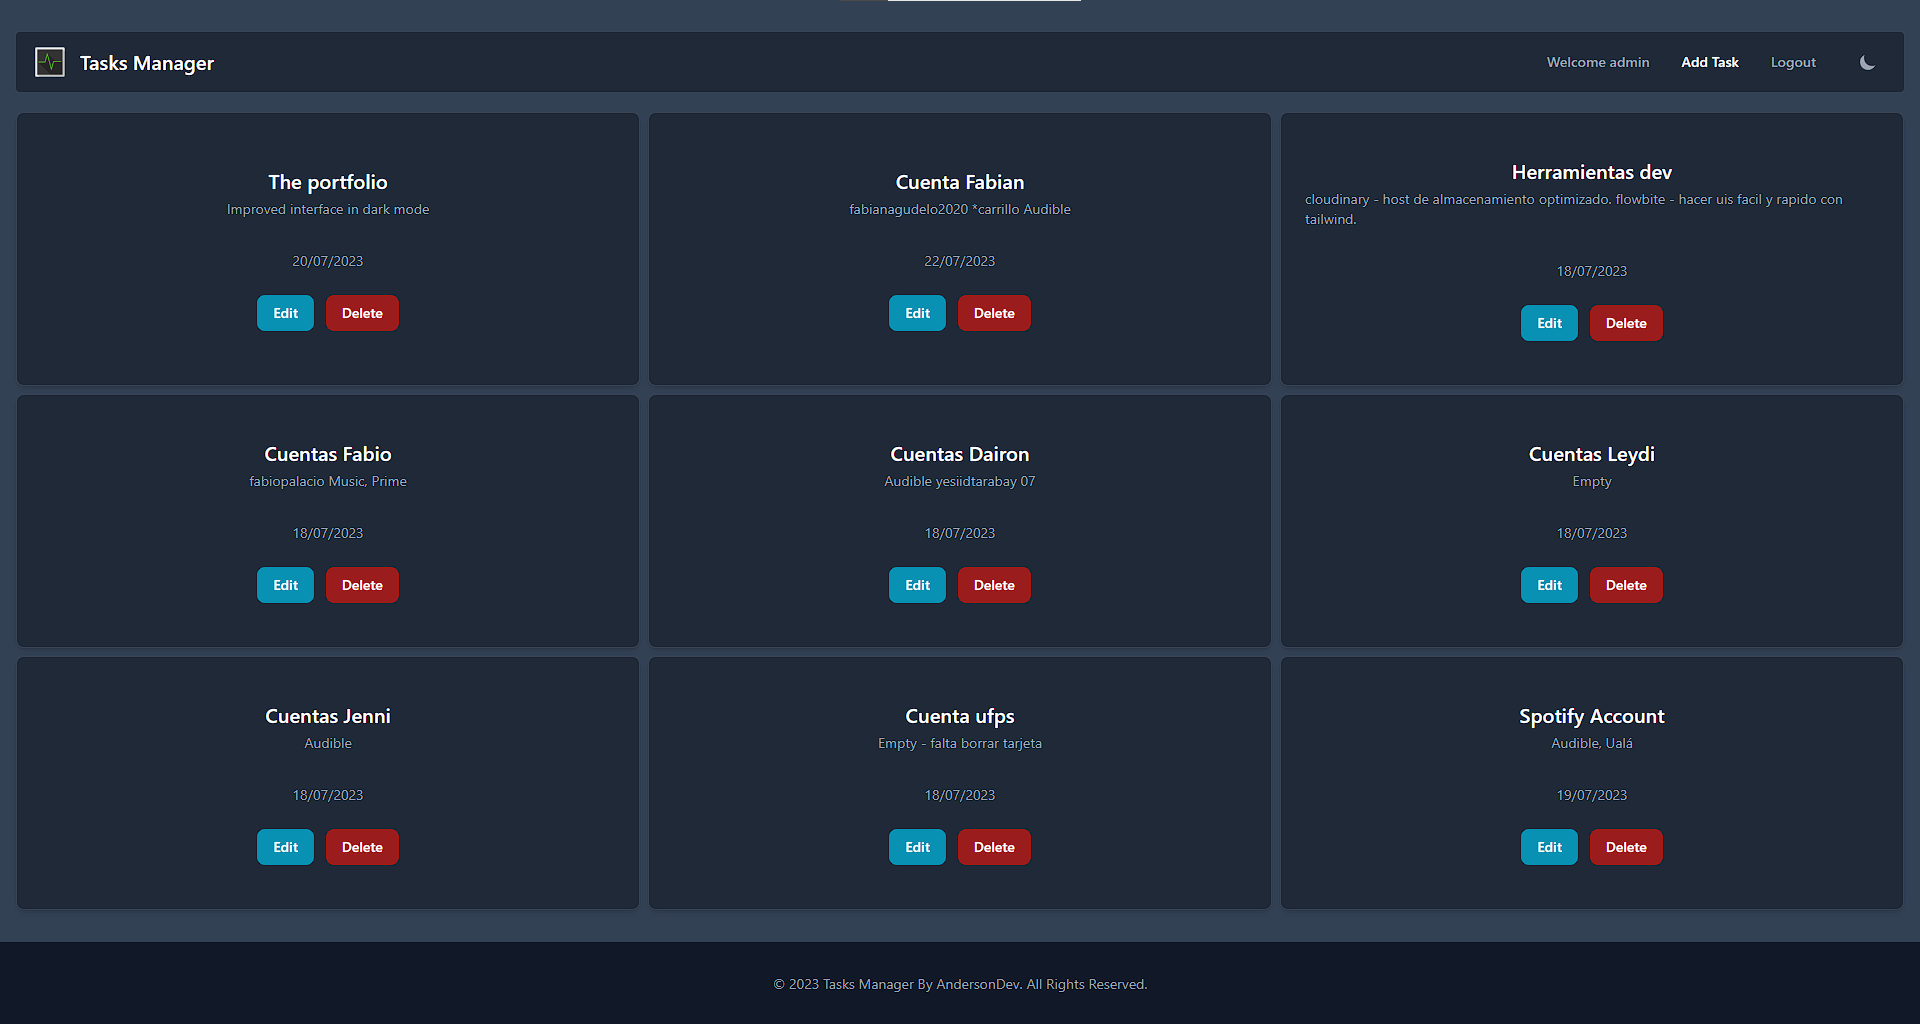 Tasks Manager
Welcome admin
Add Task
Logout
The portfolio
Improved interface in dark mode
20/07/2023
Edit
Delete
Cuenta Fabian
fabianagudelo2020 *carrillo Audible
22/07/2023
Edit
Delete
Herramientas dev
cloudinary - host de almacenamiento optimizado. flowbite - hacer uis facil y rapido con
tailwind.
18/07/2023
Edit
Delete
Cuentas Fabio
fabiopalacio Music, Prime
18/07/2023
Edit
Delete
Cuentas Dairon
Audible yesiidtarabay 07
18/07/2023
Edit
Delete
Cuentas Leydi
Empty
18/07/2023
Edit
Delete
Cuentas Jenni
Audible
18/07/2023
Edit
Delete
Cuenta ufps
Empty - falta borrar tarjeta
18/07/2023
Edit
Delete
Spotify Account
Audible, Ualá
19/07/2023
Edit
Delete
© 2023 Tasks Manager By AndersonDev. All Rights Reserved.